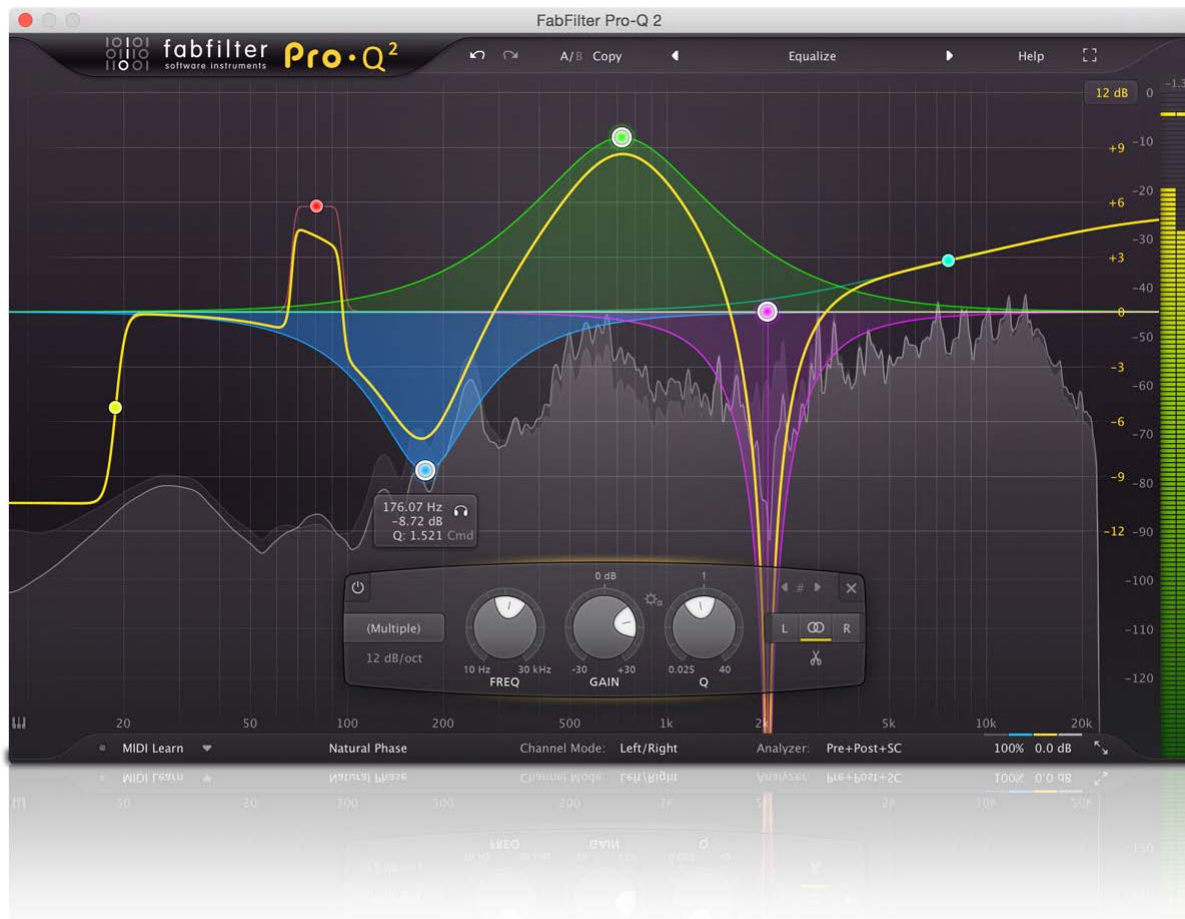 FabFilter Pro-Q 2
fabfilter
software instruments
Pro·Q²
A/B Copy
Equalize
Help
12 dB
0
-1.3
+9
-10
+6
-20
+3
-30
0
-40
-50
-3
-60
-6
-70
-9
-80
-12
-90
-100
-110
-120
176.07 Hz
-8.72 dB
Q: 1.521 Cmd
0 dB
1
#
(Multiple)
12 dB/oct
L
R
10 Hz
30 kHz
-30
+30
0.025
40
FREQ
GAIN
Q
20
50
100
200
500
1k
2k
5k
10k
20k
MIDI Learn
Natural Phase
Channel Mode: Left/Right
Analyzer: Pre+Post+SC
100%
0.0 dB